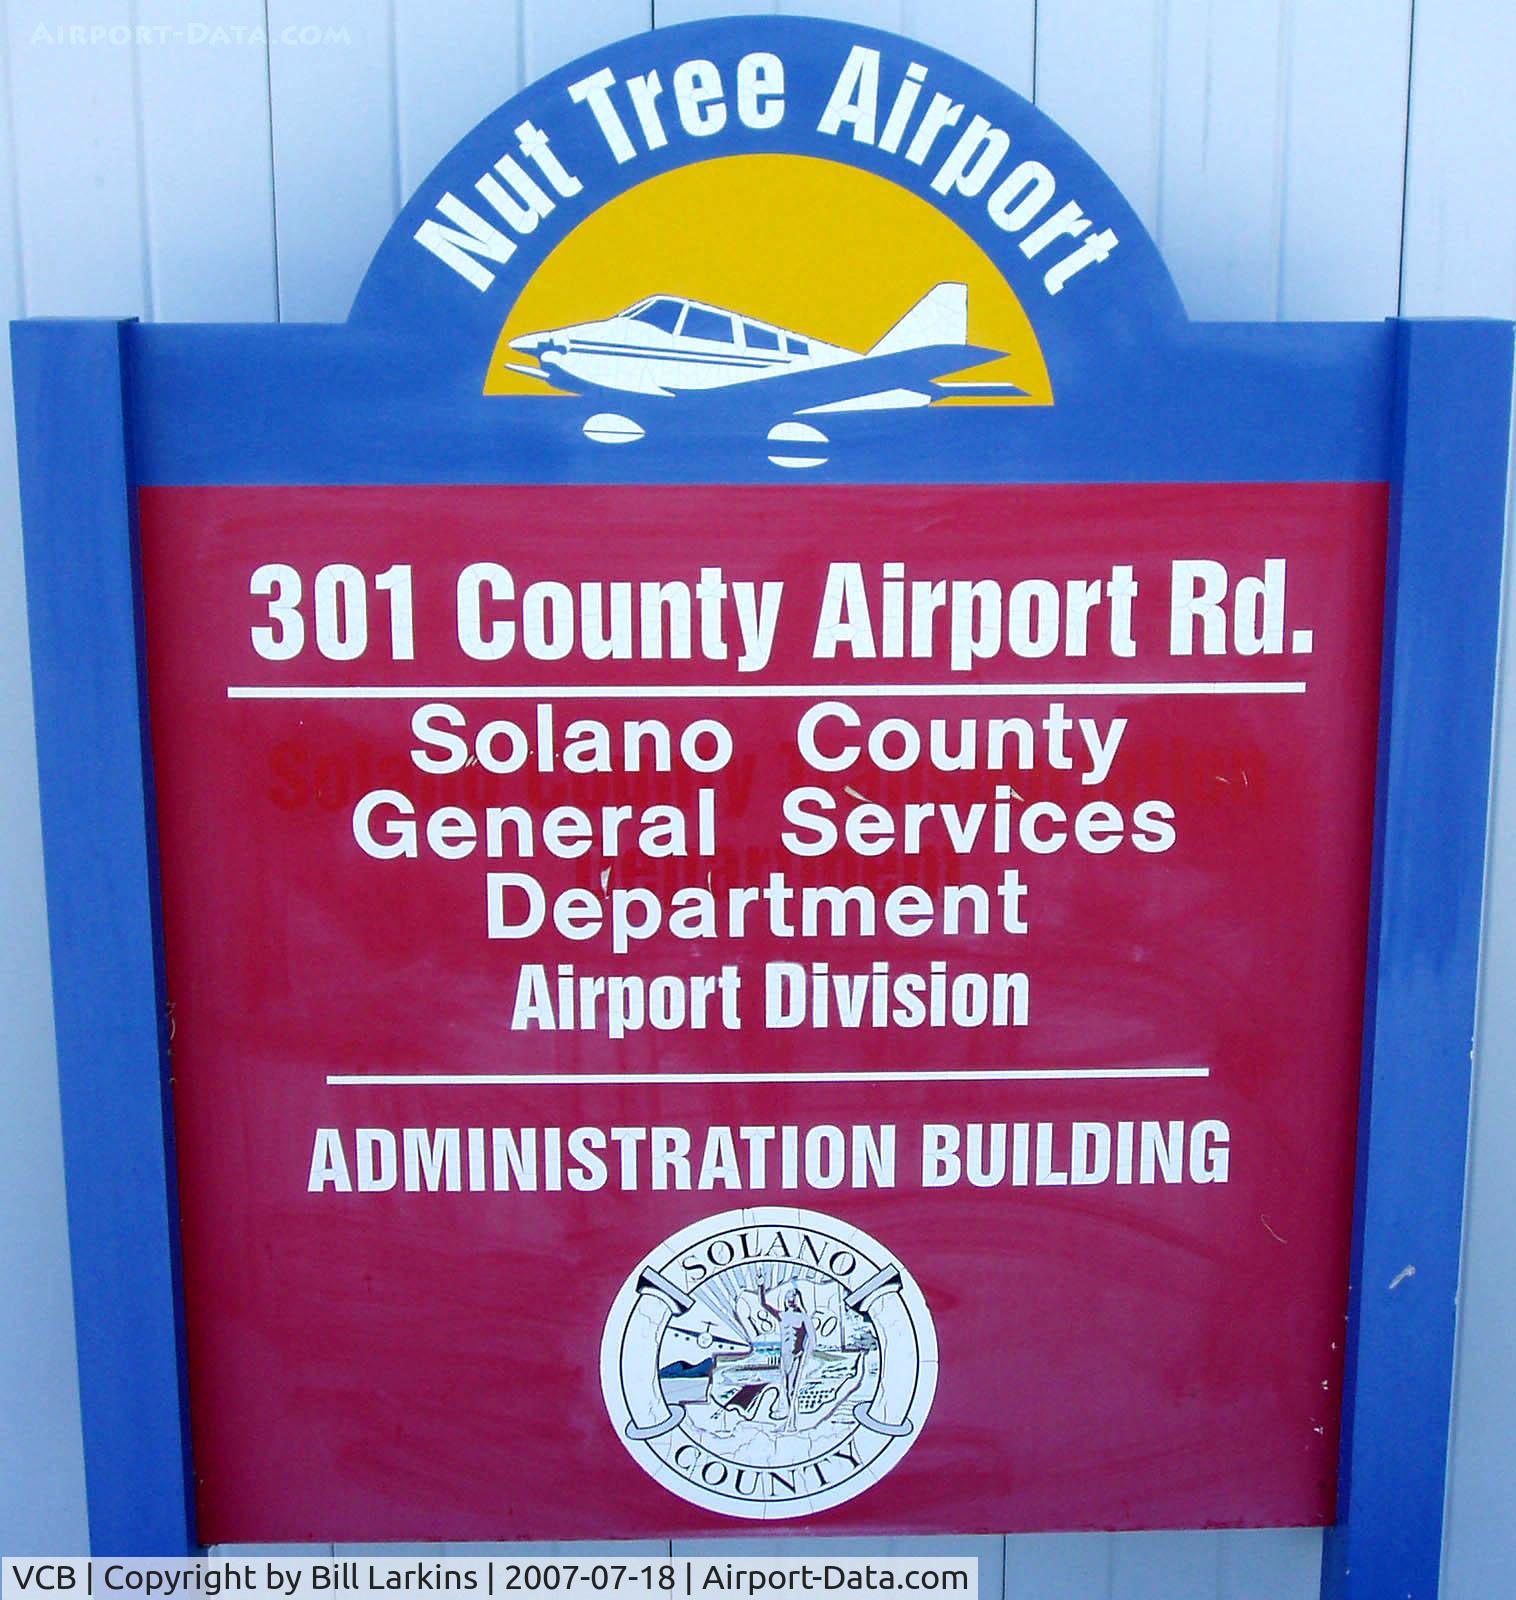 AIRPORT-DATA.COM
Nut Tree Airport
301 County Airport Rd.
Solano County
General Services
Department
Airport Division
ADMINISTRATION BUILDING
SOLANO
18 50
COUNTY
VCB | Copyright by Bill Larkins | 2007-07-18 | Airport-Data.com